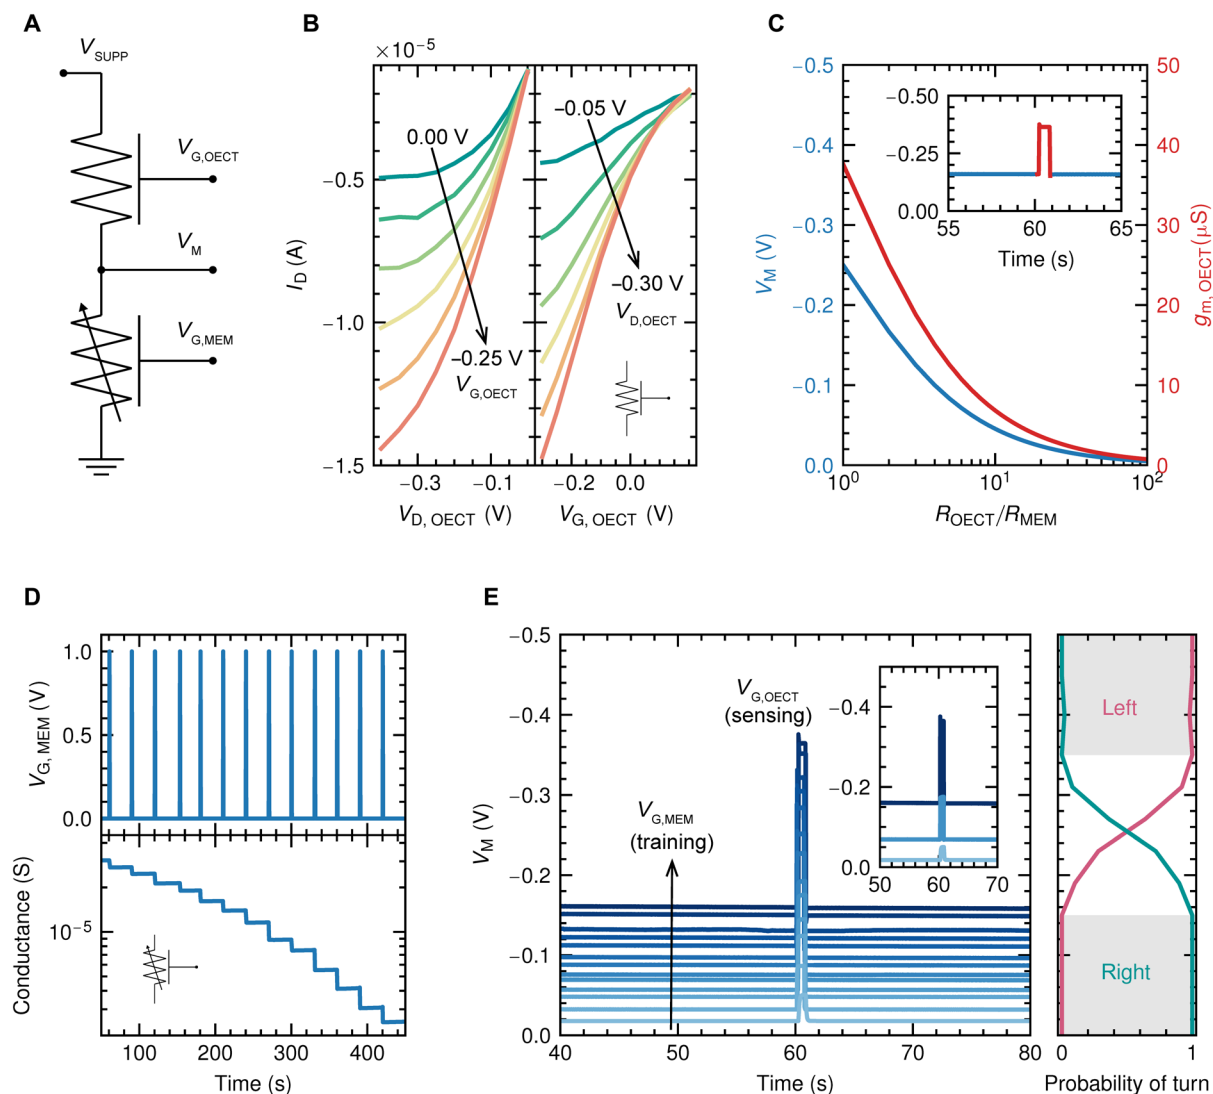 A
V_SUPP
V_G,OECT
V_M
V_G,MEM
B
×10⁻⁵
−0.5
−1.0
−1.5
I_D (A)
0.00 V
−0.25 V
V_G,OECT
−0.05 V
−0.30 V
V_D,OECT
−0.3
−0.1
−0.2
0.0
V_D, OECT (V)
V_G, OECT (V)
C
−0.5
−0.4
−0.3
−0.2
−0.1
0.0
V_M (V)
50
40
30
20
10
0
g_m, OECT (μS)
−0.50
−0.25
0.00
55
60
65
Time (s)
10⁰
10¹
10²
R_OECT/R_MEM
D
1.0
0.5
0.0
V_G, MEM (V)
Conductance (S)
10⁻⁵
100
200
300
400
Time (s)
E
−0.5
−0.4
−0.3
−0.2
−0.1
0.0
V_M (V)
V_G,OECT
(sensing)
V_G,MEM
(training)
−0.4
−0.2
0.0
50
60
70
40
50
60
70
80
Time (s)
Left
Right
0
1
Probability of turn